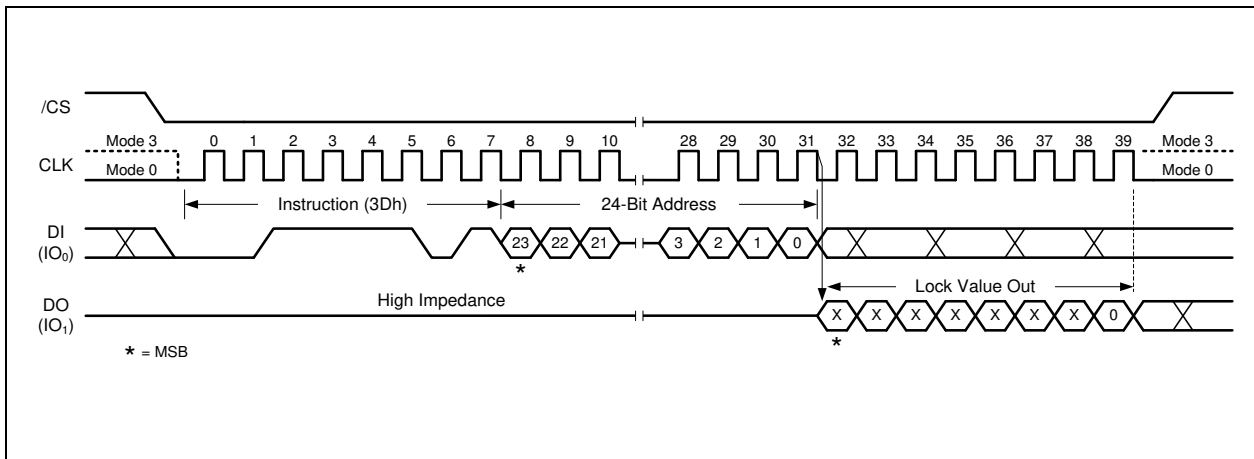 /CS
Mode 3 0 1 2 3 4 5 6 7 8 9 10 28 29 30 31 32 33 34 35 36 37 38 39 Mode 3
CLK Mode 0 Mode 0
Instruction (3Dh) 24-Bit Address
DI
(IO₀)
23 22 21 3 2 1 0
*
Lock Value Out
High Impedance
DO
(IO₁)
X X X X X X X 0
*
* = MSB